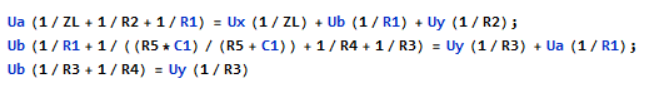 Ua (1 / ZL + 1 / R2 + 1 / R1) = Ux (1 / ZL) + Ub (1 / R1) + Uy (1 / R2) ;
Ub (1 / R1 + 1 / ((R5 * C1) / (R5 + C1)) + 1 / R4 + 1 / R3) = Uy (1 / R3) + Ua (1 / R1) ;
Ub (1 / R3 + 1 / R4) = Uy (1 / R3)